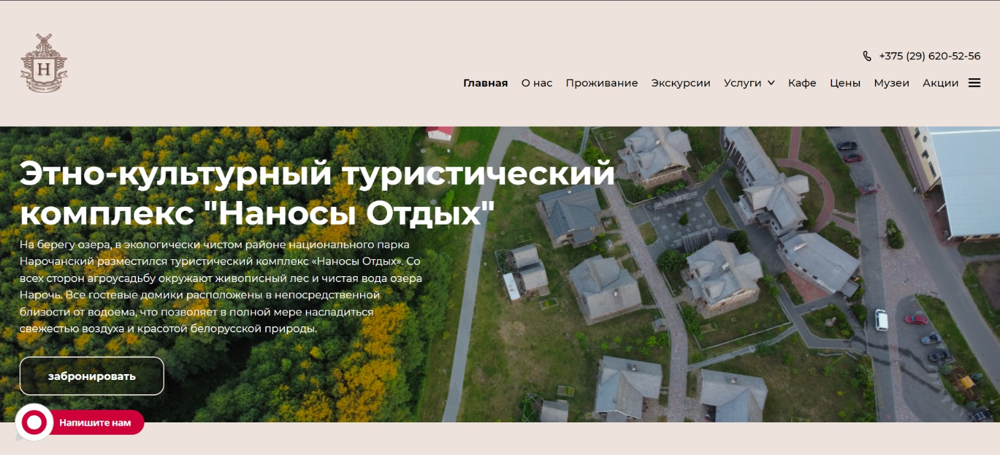 Н
+375 (29) 620-52-56
Главная О нас Проживание Экскурсии Услуги Кафе Цены Музеи Акции
Этно-культурный туристический
комплекс "Наносы Отдых"
На берегу озера, в экологически чистом районе национального парка
Нарочанский разместился туристический комплекс «Наносы Отдых». Со
всех сторон агроусадьбу окружают живописный лес и чистая вода озера
Нарочь. Все гостевые домики расположены в непосредственной
близости от водоема, что позволяет в полной мере насладиться
свежестью воздуха и красотой белорусской природы.
забронировать
Напишите нам